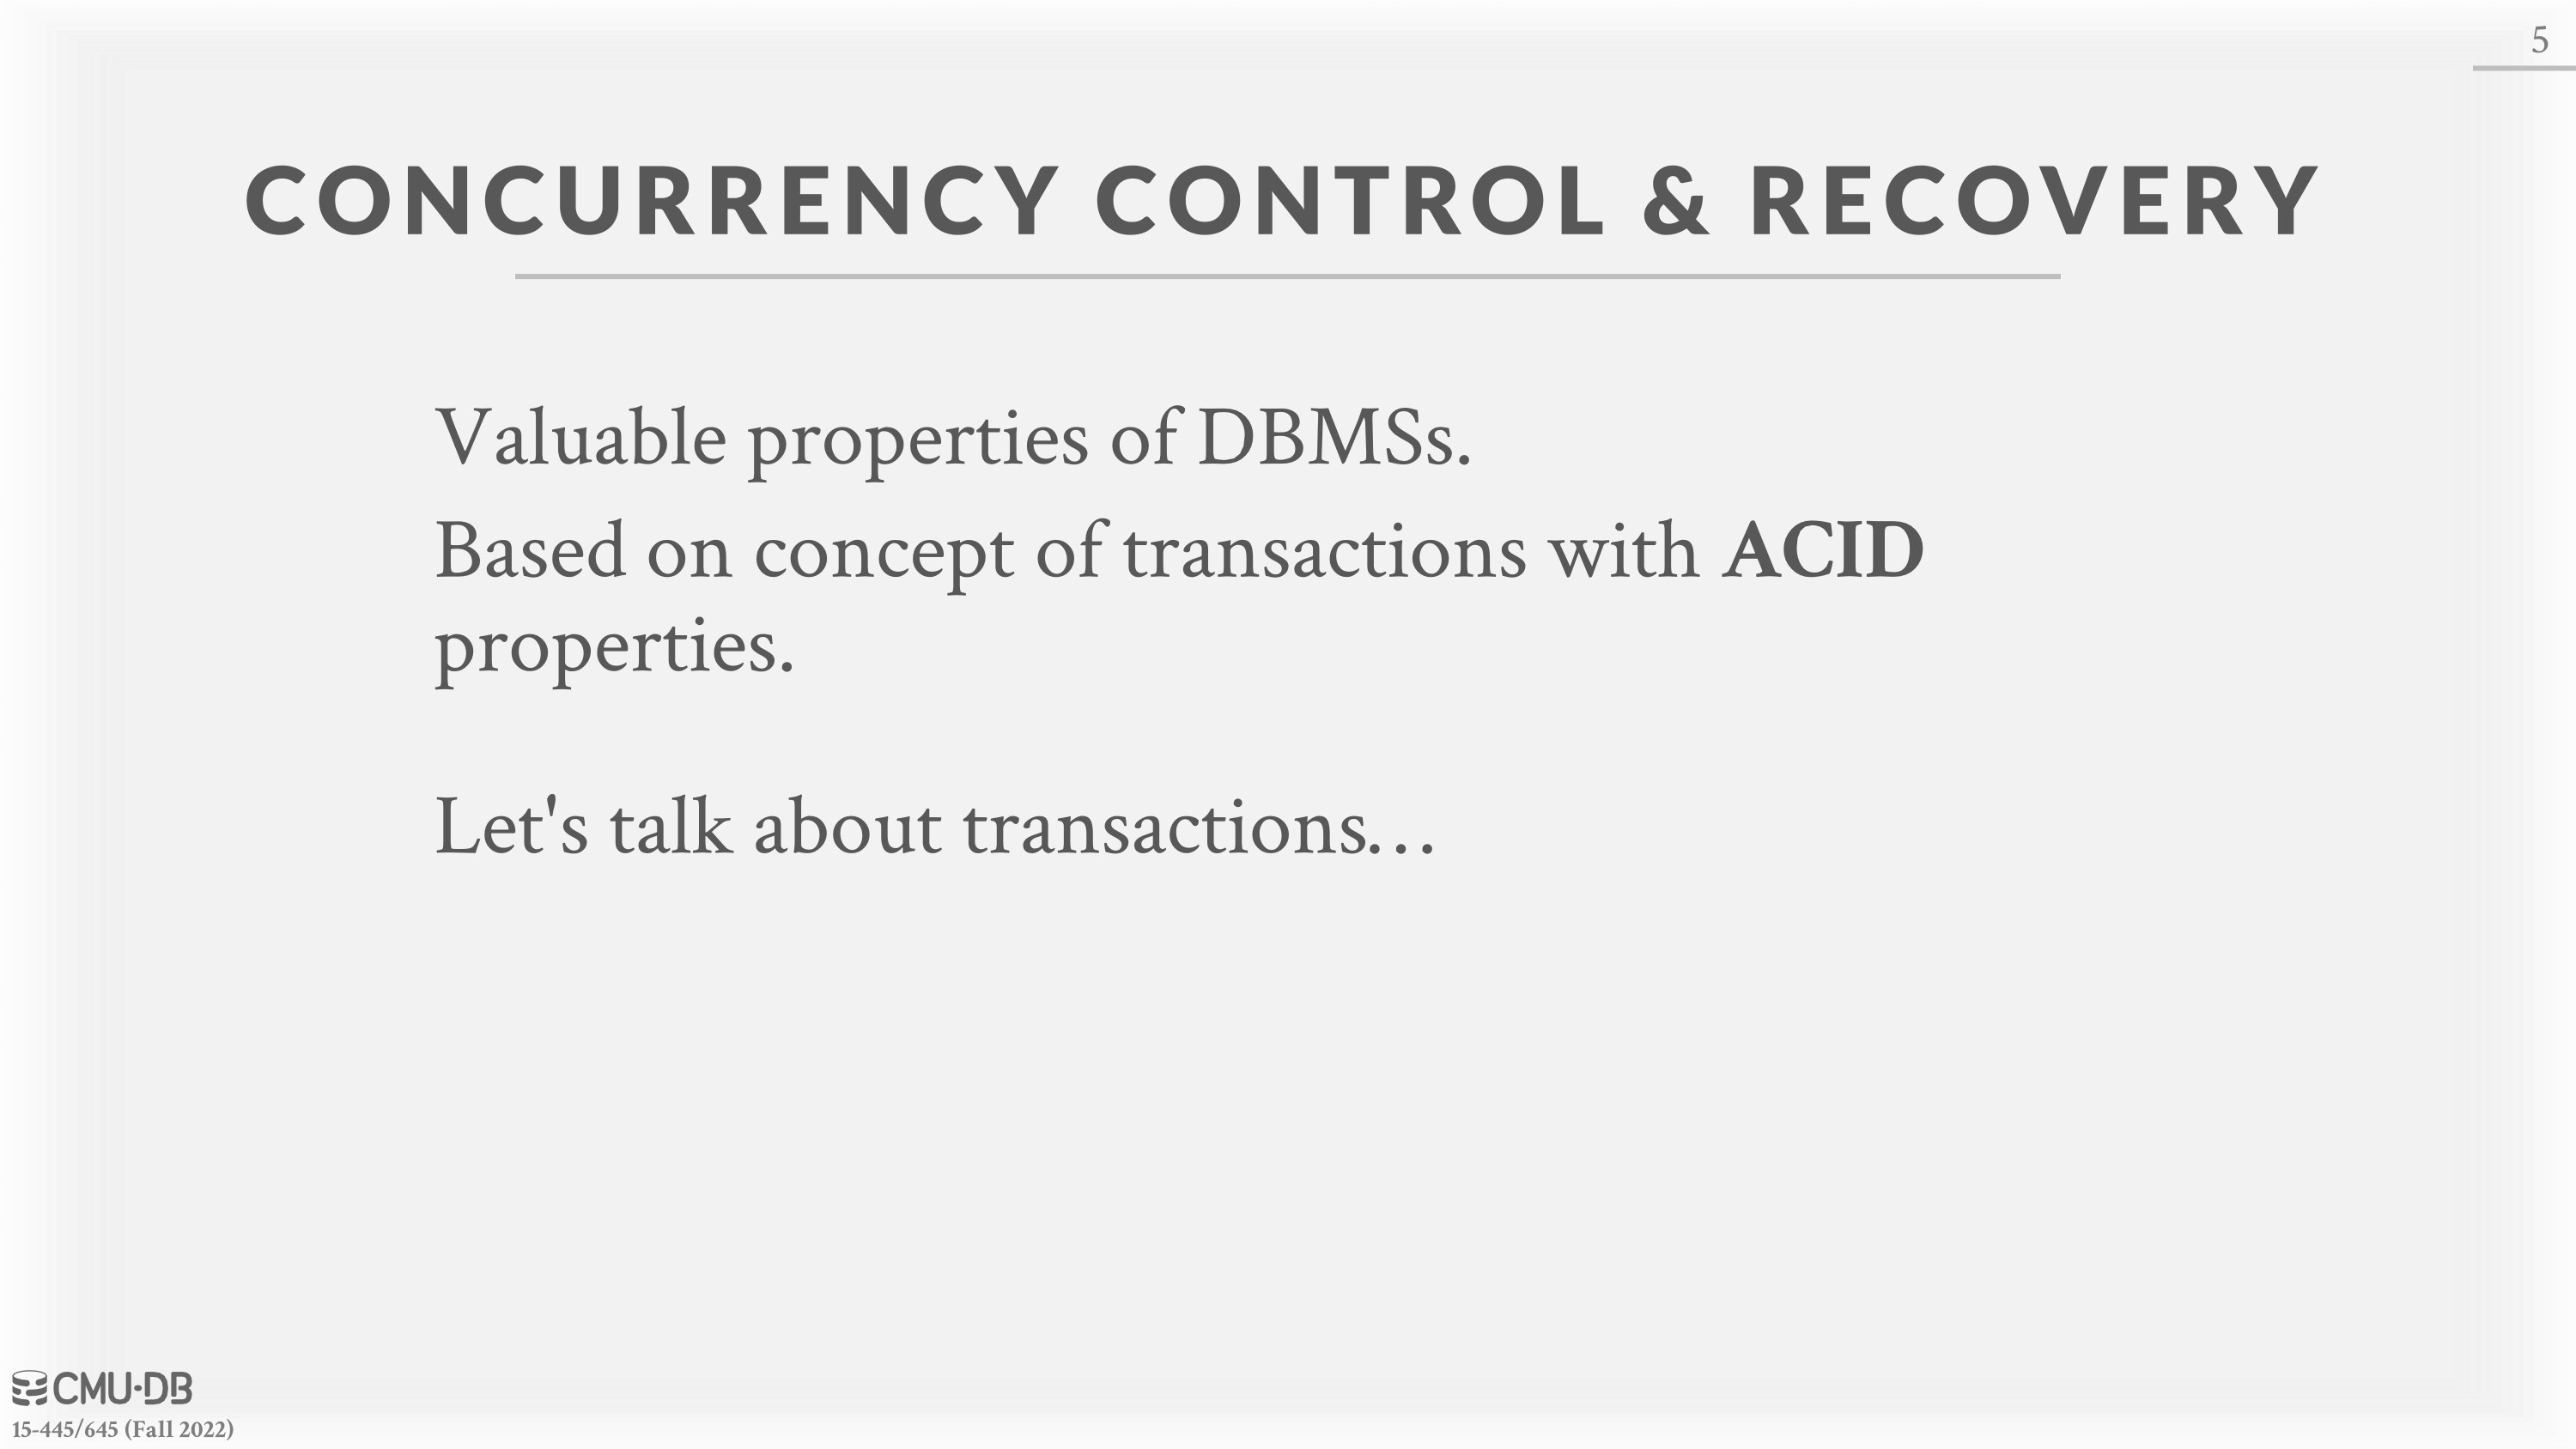 5
CONCURRENCY CONTROL & RECOVERY
Valuable properties of DBMSs.
Based on concept of transactions with ACID
properties.
Let's talk about transactions…
CMU·DB
15-445/645 (Fall 2022)